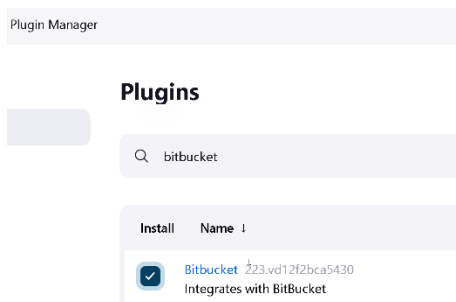 Plugin Manager
Plugins
bitbucket
Install Name ↓
Bitbucket 223.vd12f2bca5430
Integrates with BitBucket